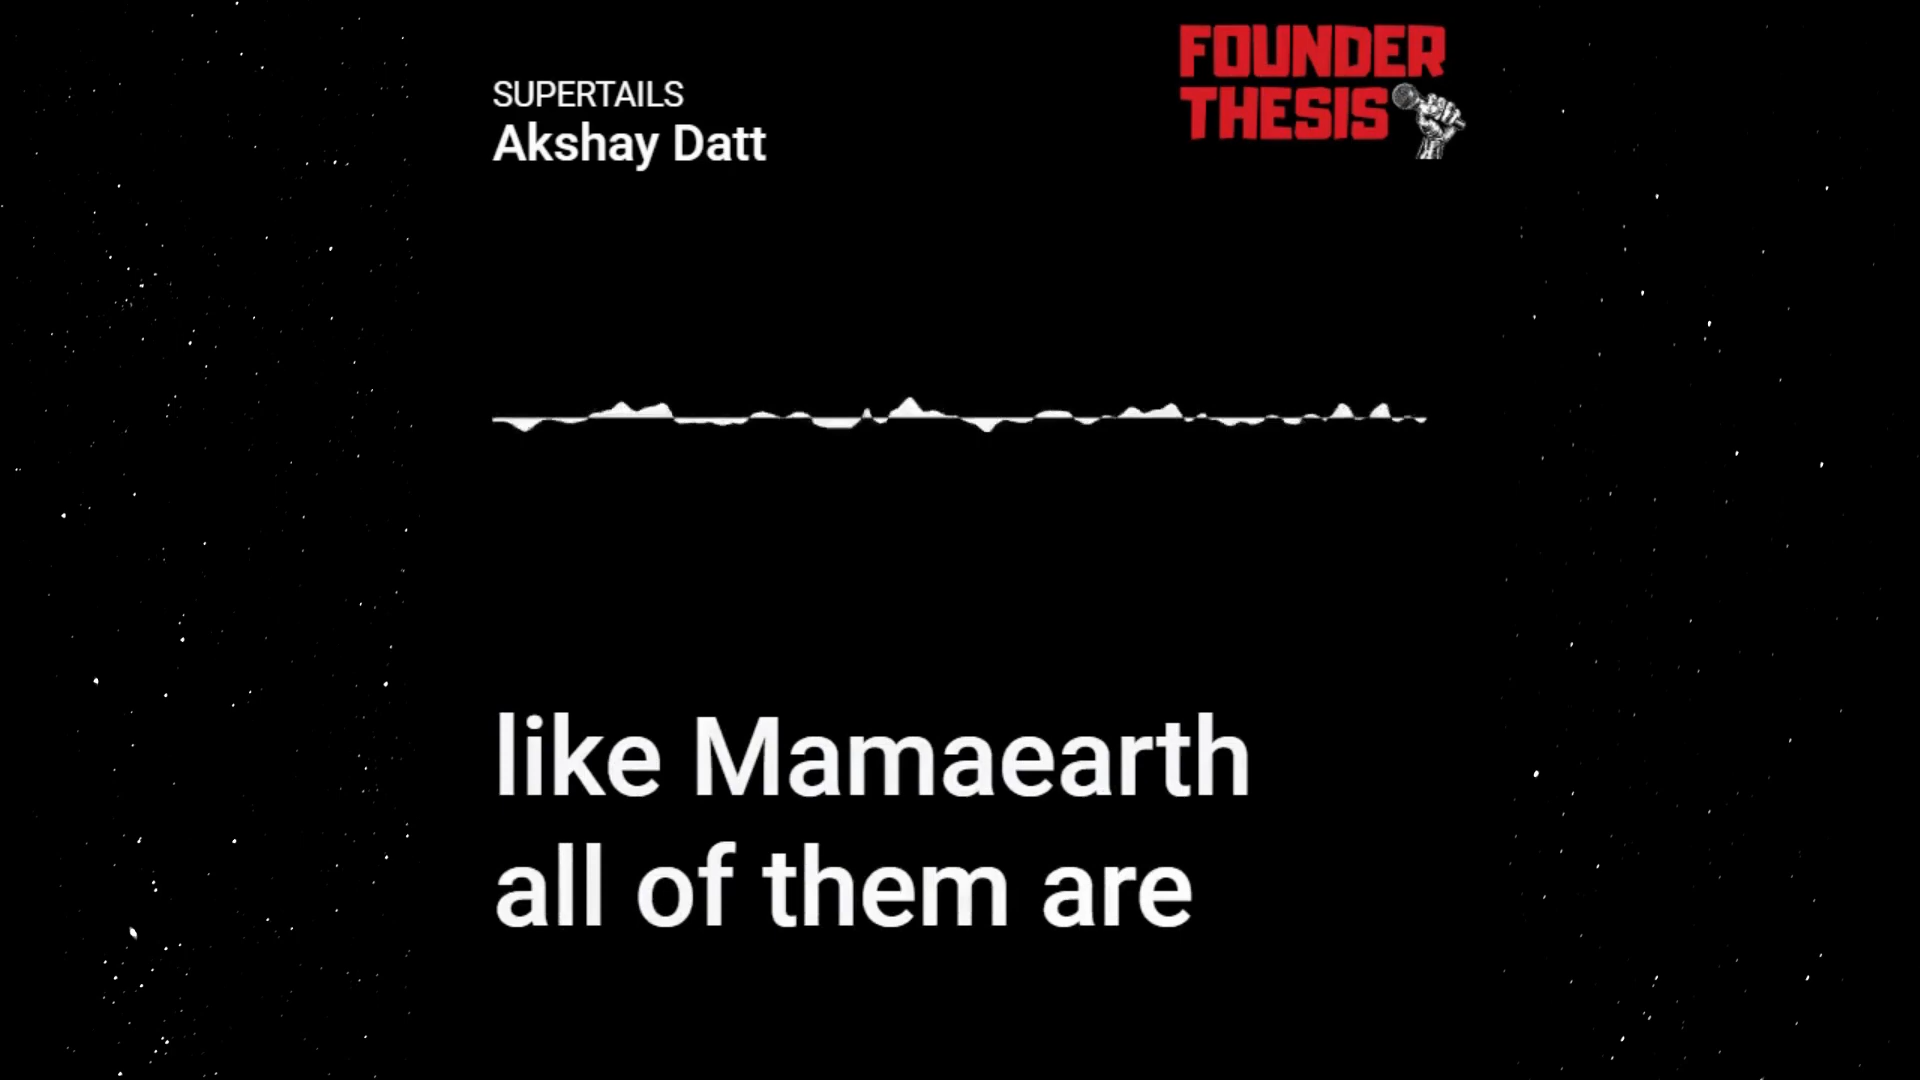 SUPERTAILS
Akshay Datt
FOUNDER
THESIS
like Mamaearth
all of them are